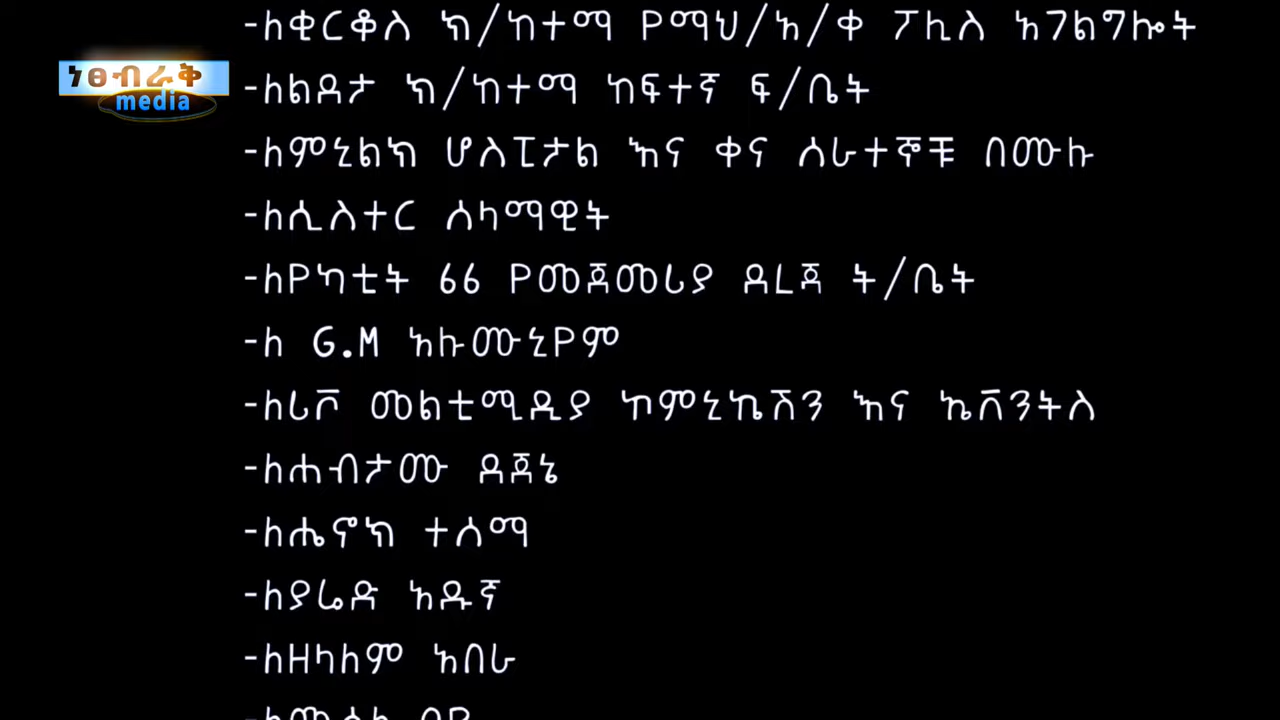 -ለቂርቆስ ክ/ከተማ የማህ/አ/ቀ ፖሊስ አገልግሎት
ነፀብራቅ
media
-ለልደታ ክ/ከተማ ከፍተኛ ፍ/ቤት
-ለምኒልክ ሆስፒታል እና ቀና ሰራተኞቹ በሙሉ
-ለሲስተር ሰላማዊት
-ለየካቲት 66 የመጀመሪያ ደረጃ ት/ቤት
-ለ G.M አሉሙኒየም
-ለሪቮ መልቲሚዲያ ኮምኒኬሽን እና ኤቨንትስ
-ለሐብታሙ ደጀኔ
-ለሔኖክ ተሰማ
-ለያሬድ አዱኛ
-ለዘላለም አበራ